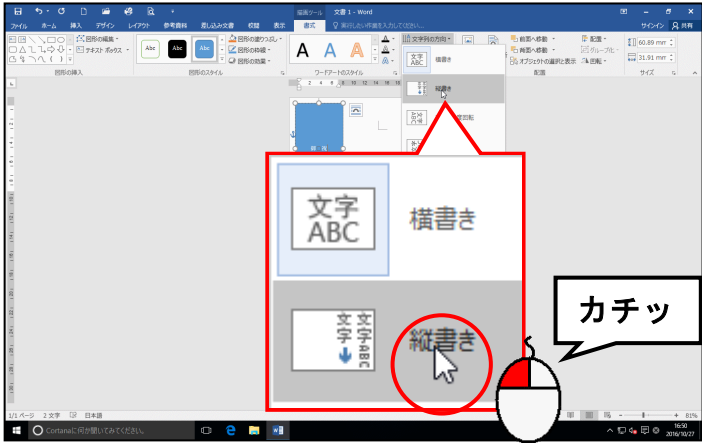 描画ツール 文書 1 - Word
ファイル ホーム 挿入 デザイン レイアウト 参考資料 差し込み文書 校閲 表示 書式 実行したい作業を入力してください... サインイン 共有
図形の編集 テキスト ボックス
Abc Abc Abc
図形の塗りつぶし
図形の枠線
図形の効果
A A A
文字列の方向
前面へ移動
背面へ移動
オブジェクトの選択と表示
配置
グループ化
回転
60.89 mm
31.91 mm
図形の挿入 図形のスタイル ワードアートのスタイル 配置 サイズ
文字
ABC
横書き
縦書き
文字
ABC
横書き
文字
文字ABC
縦書き
カチッ
1/1 ページ 2 文字 日本語 81%
Cortanaに何か聞いてみてください。
16:50
2016/10/27